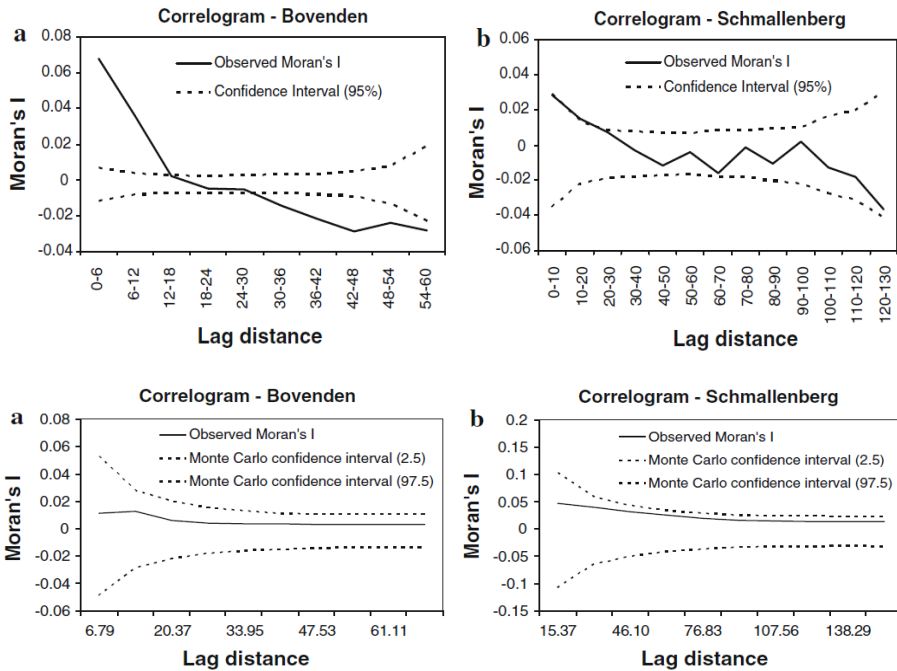 a
Correlogram - Bovenden
0.08
0.06
0.04
0.02
0
-0.02
-0.04
Moran's I
Observed Moran's I
Confidence Interval (95%)
0-6
6-12
12-18
18-24
24-30
30-36
36-42
42-48
48-54
54-60
Lag distance
b
Correlogram - Schmallenberg
0.06
0.04
0.02
0
-0.02
-0.04
0.06
Moran's I
Observed Moran's I
Confidence Interval (95%)
0-10
10-20
20-30
30-40
40-50
50-60
60-70
70-80
80-90
90-100
100-110
110-120
120-130
Lag distance
a
Correlogram - Bovenden
0.08
0.06
0.04
0.02
0
-0.02
-0.04
-0.06
Moran's I
Observed Moran's I
Monte Carlo confidence interval (2.5)
Monte Carlo confidence interval (97.5)
6.79
20.37
33.95
47.53
61.11
Lag distance
b
Correlogram - Schmallenberg
0.2
0.15
0.1
0.05
0
-0.05
-0.1
-0.15
Moran's I
Observed Moran's I
Monte Carlo confidence interval (2.5)
Monte Carlo confidence interval (97.5)
15.37
46.10
76.83
107.56
138.29
Lag distance